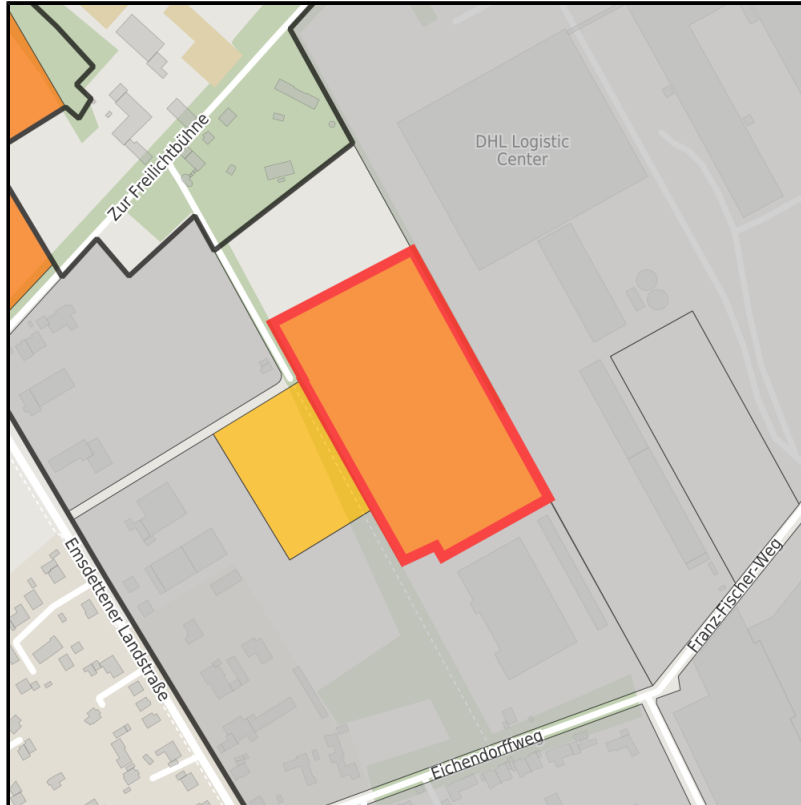 DHL Logistic
Center
Zur Freilichtbühne
Emsdettener Landstraße
Franz-Fischer-Weg
Eichendorffweg